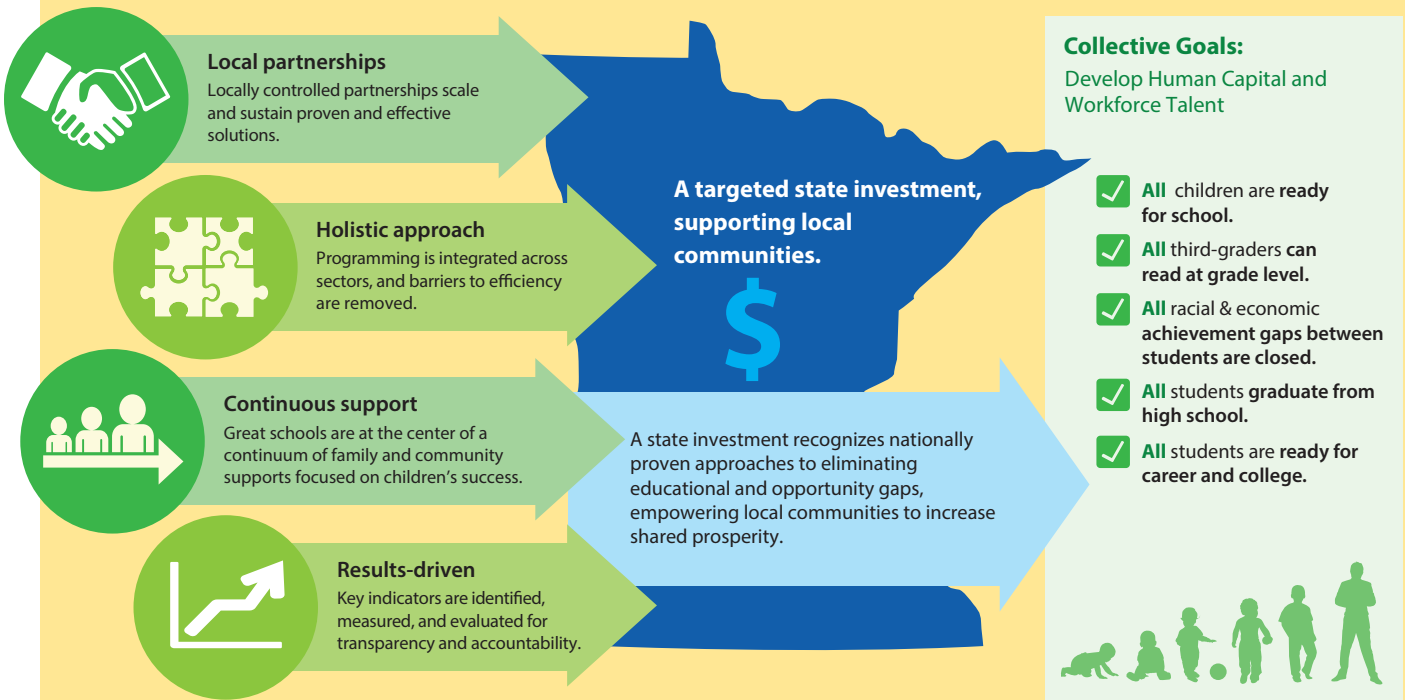 Local partnerships
Locally controlled partnerships scale
and sustain proven and effective
solutions.
Holistic approach
Programming is integrated across
sectors, and barriers to efficiency
are removed.
Continuous support
Great schools are at the center of a
continuum of family and community
supports focused on children’s success.
Results-driven
Key indicators are identified,
measured, and evaluated for
transparency and accountability.
A targeted state investment,
supporting local
communities.
$
A state investment recognizes nationally
proven approaches to eliminating
educational and opportunity gaps,
empowering local communities to increase
shared prosperity.
Collective Goals:
Develop Human Capital and
Workforce Talent
All children are ready
for school.
All third-graders can
read at grade level.
All racial & economic
achievement gaps between
students are closed.
All students graduate from
high school.
All students are ready for
career and college.